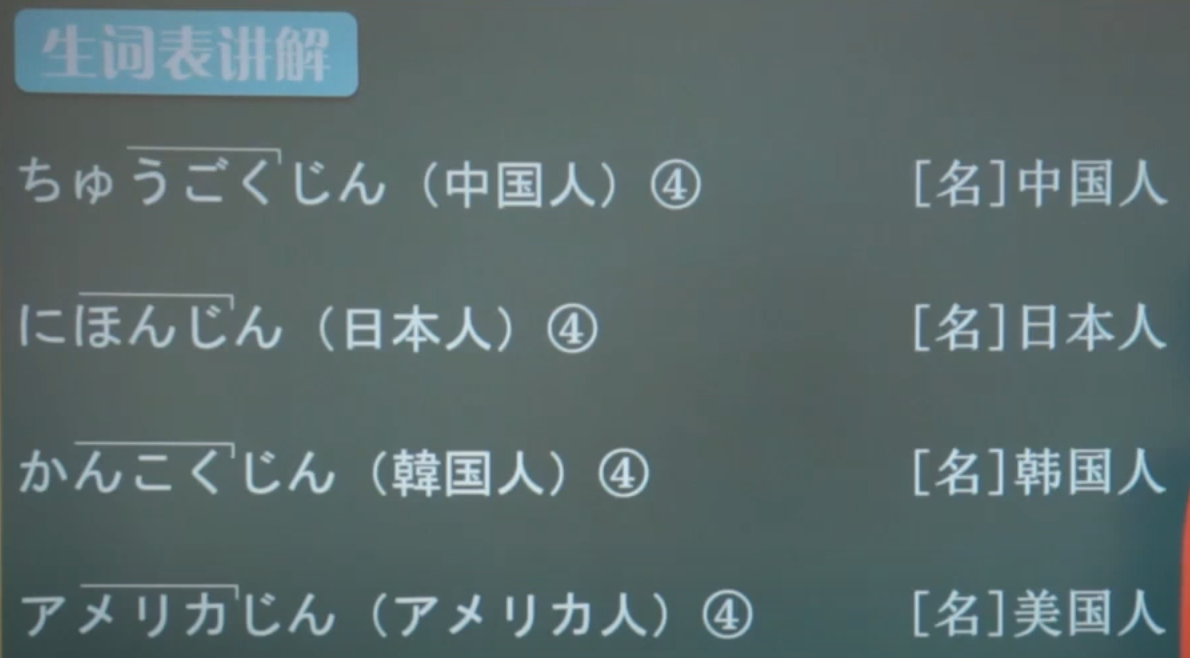 生词表讲解
ちゅうごくじん（中国人）④ [名]中国人
にほんじん（日本人）④ [名]日本人
かんこくじん（韓国人）④ [名]韩国人
アメリカじん（アメリカ人）④ [名]美国人